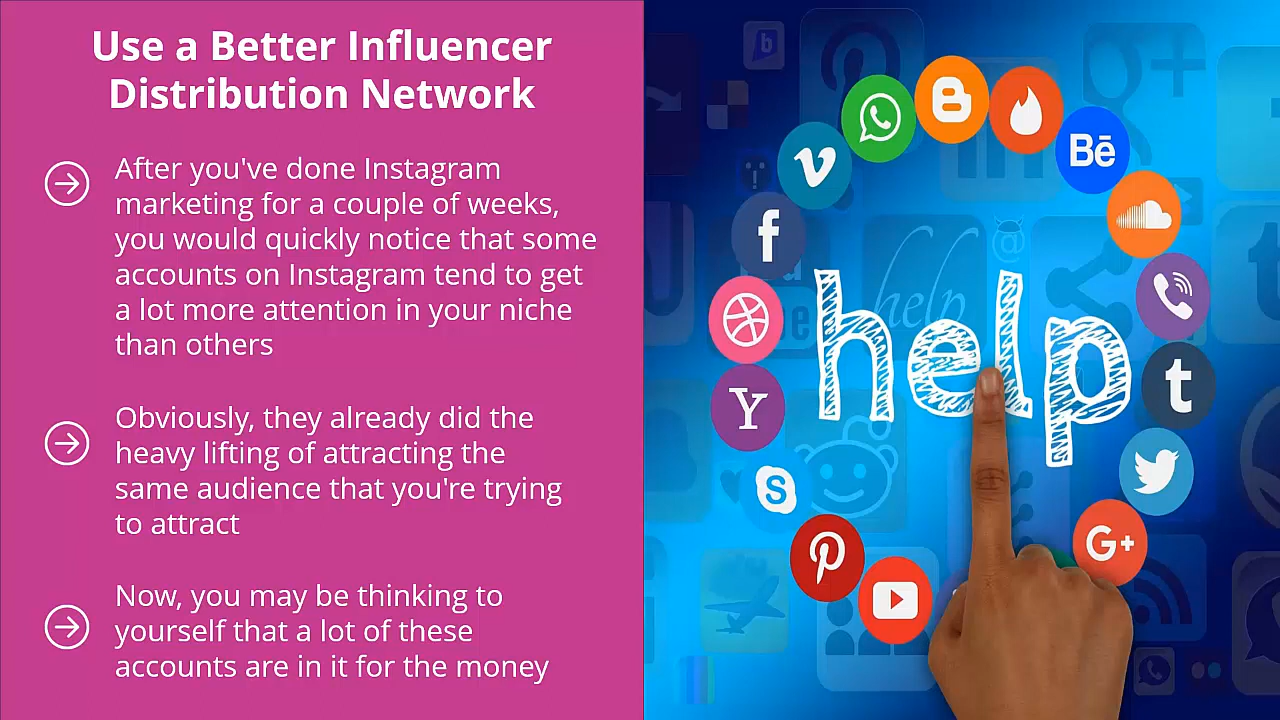 Use a Better Influencer
Distribution Network
After you've done Instagram
marketing for a couple of weeks,
you would quickly notice that some
accounts on Instagram tend to get
a lot more attention in your niche
than others
Obviously, they already did the
heavy lifting of attracting the
same audience that you're trying
to attract
Now, you may be thinking to
yourself that a lot of these
accounts are in it for the money
Bē
help
help
G+